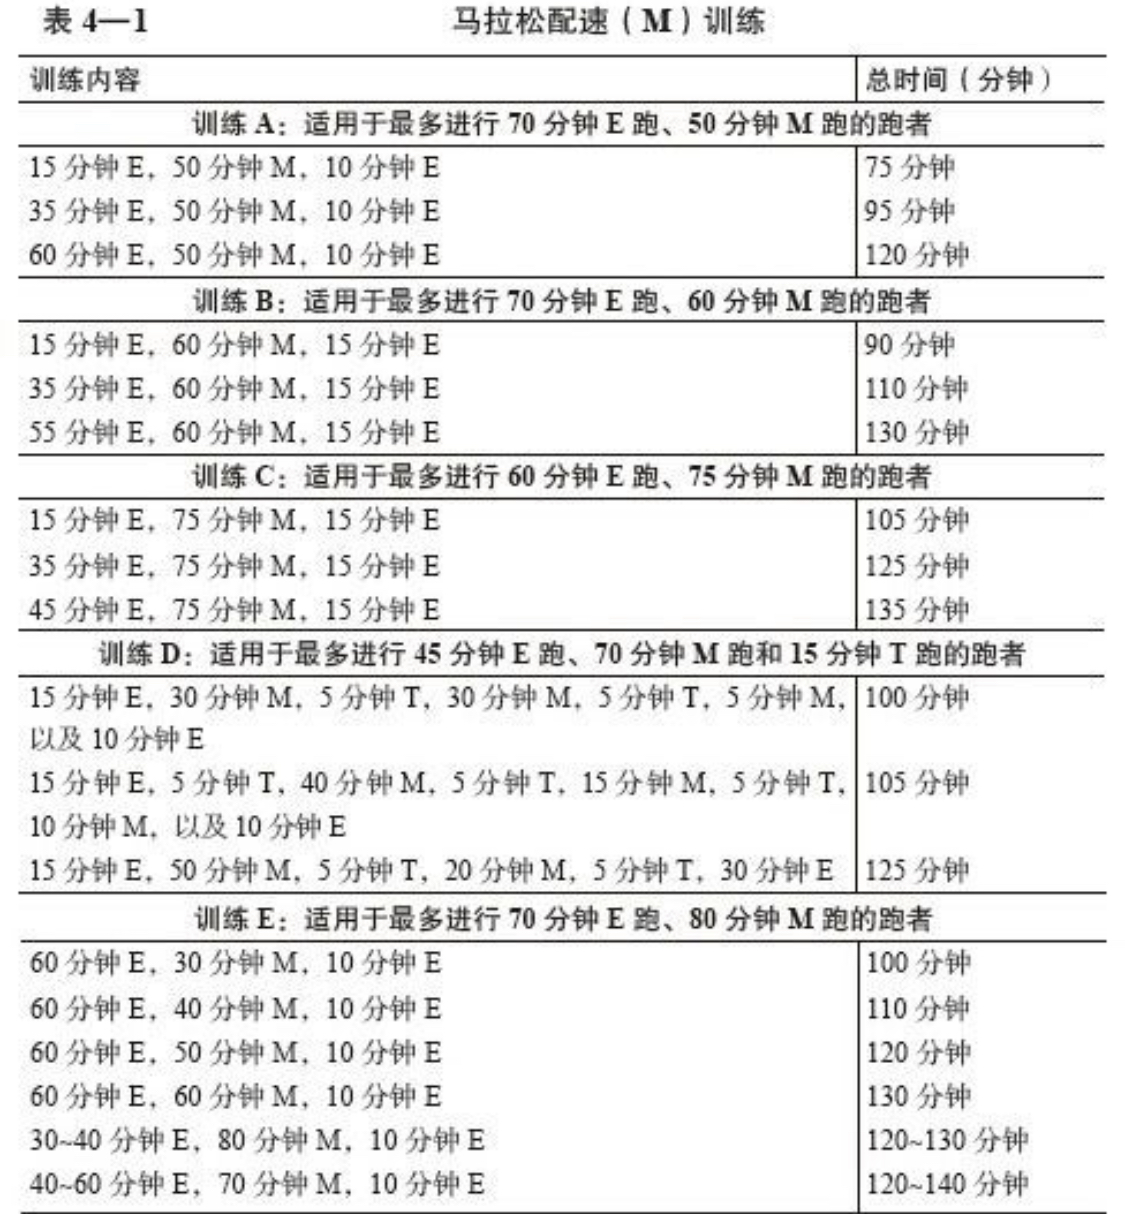 表 4—1 马拉松配速（M）训练
训练内容 总时间（分钟）
训练 A：适用于最多进行 70 分钟 E 跑、50 分钟 M 跑的跑者
15 分钟 E，50 分钟 M，10 分钟 E 75 分钟
35 分钟 E，50 分钟 M，10 分钟 E 95 分钟
60 分钟 E，50 分钟 M，10 分钟 E 120 分钟
训练 B：适用于最多进行 70 分钟 E 跑、60 分钟 M 跑的跑者
15 分钟 E，60 分钟 M，15 分钟 E 90 分钟
35 分钟 E，60 分钟 M，15 分钟 E 110 分钟
55 分钟 E，60 分钟 M，15 分钟 E 130 分钟
训练 C：适用于最多进行 60 分钟 E 跑、75 分钟 M 跑的跑者
15 分钟 E，75 分钟 M，15 分钟 E 105 分钟
35 分钟 E，75 分钟 M，15 分钟 E 125 分钟
45 分钟 E，75 分钟 M，15 分钟 E 135 分钟
训练 D：适用于最多进行 45 分钟 E 跑、70 分钟 M 跑和 15 分钟 T 跑的跑者
15 分钟 E，30 分钟 M，5 分钟 T，30 分钟 M，5 分钟 T，5 分钟 M， 100 分钟
以及 10 分钟 E
15 分钟 E，5 分钟 T，40 分钟 M，5 分钟 T，15 分钟 M，5 分钟 T， 105 分钟
10 分钟 M，以及 10 分钟 E
15 分钟 E，50 分钟 M，5 分钟 T，20 分钟 M，5 分钟 T，30 分钟 E 125 分钟
训练 E：适用于最多进行 70 分钟 E 跑、80 分钟 M 跑的跑者
60 分钟 E，30 分钟 M，10 分钟 E 100 分钟
60 分钟 E，40 分钟 M，10 分钟 E 110 分钟
60 分钟 E，50 分钟 M，10 分钟 E 120 分钟
60 分钟 E，60 分钟 M，10 分钟 E 130 分钟
30~40 分钟 E，80 分钟 M，10 分钟 E 120~130 分钟
40~60 分钟 E，70 分钟 M，10 分钟 E 120~140 分钟